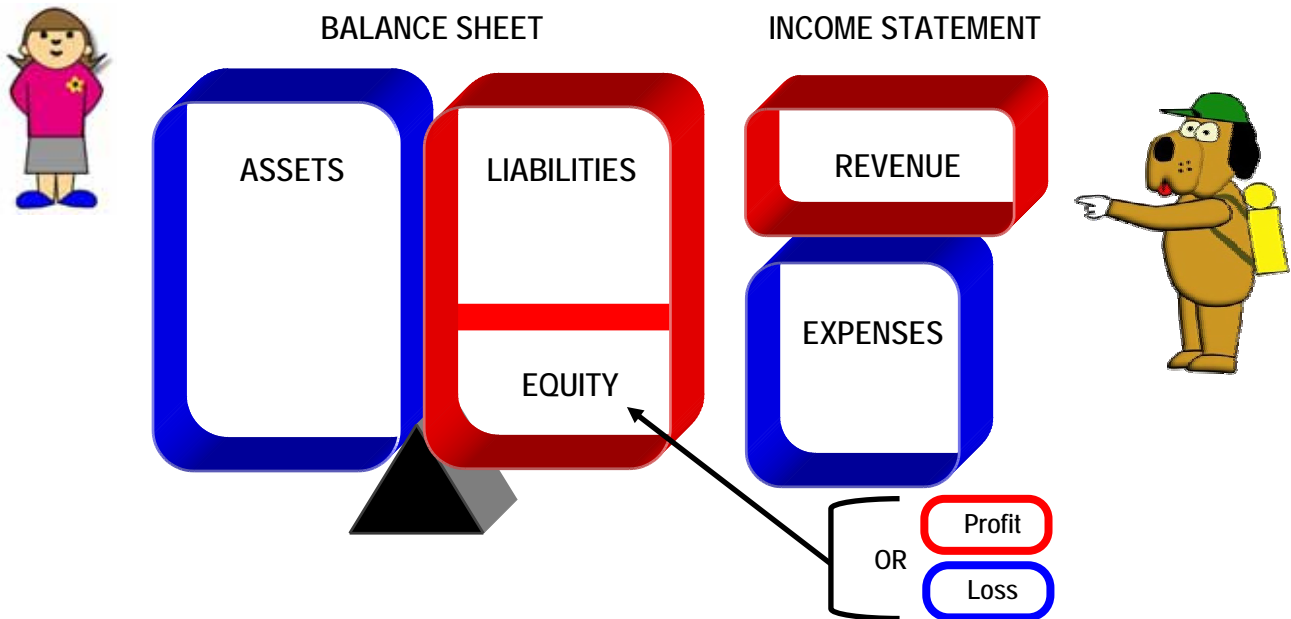 BALANCE SHEET
INCOME STATEMENT
ASSETS
LIABILITIES
REVENUE
EXPENSES
EQUITY
Profit
OR
Loss